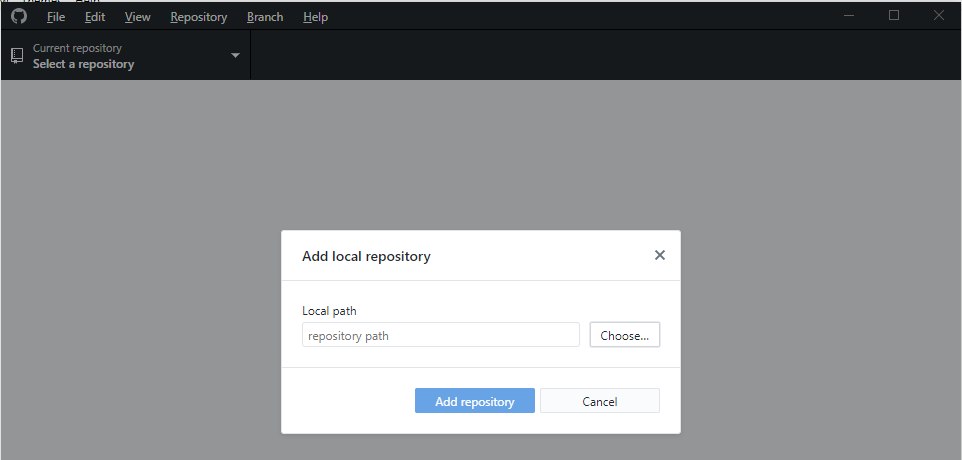 File Edit View Repository Branch Help
Current repository
Select a repository
Add local repository
Local path
repository path
Choose...
Add repository Cancel